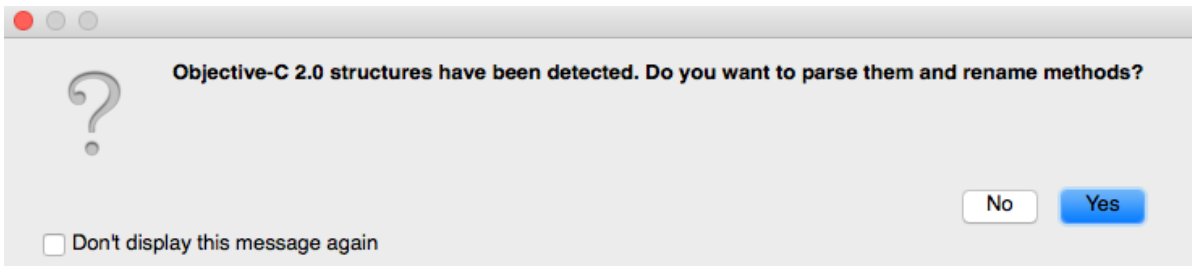 Objective-C 2.0 structures have been detected. Do you want to parse them and rename methods?
No
Yes
Don't display this message again